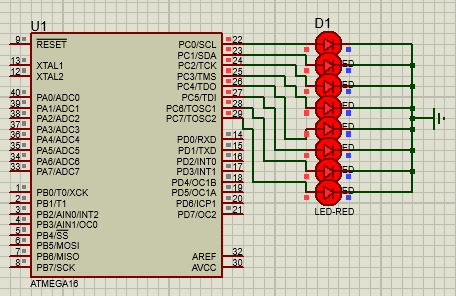 U1
D1
9 RESET PC0/SCL 22
PC1/SDA 23
13 XTAL1 PC2/TCK 24
12 XTAL2 PC3/TMS 25
PC4/TDO 26
40 PA0/ADC0 PC5/TDI 27
39 PA1/ADC1 PC6/TOSC1 28
38 PA2/ADC2 PC7/TOSC2 29
37 PA3/ADC3
36 PA4/ADC4 PD0/RXD 14
35 PA5/ADC5 PD1/TXD 15
34 PA6/ADC6 PD2/INT0 16
33 PA7/ADC7 PD3/INT1 17
PD4/OC1B 18
1 PB0/T0/XCK PD5/OC1A 19
2 PB1/T1 PD6/ICP1 20
3 PB2/AIN0/INT2 PD7/OC2 21
4 PB3/AIN1/OC0
5 PB4/SS
6 PB5/MOSI
7 PB6/MISO AREF 32
8 PB7/SCK AVCC 30
ATMEGA16
ED
ED
ED
ED
LED-RED